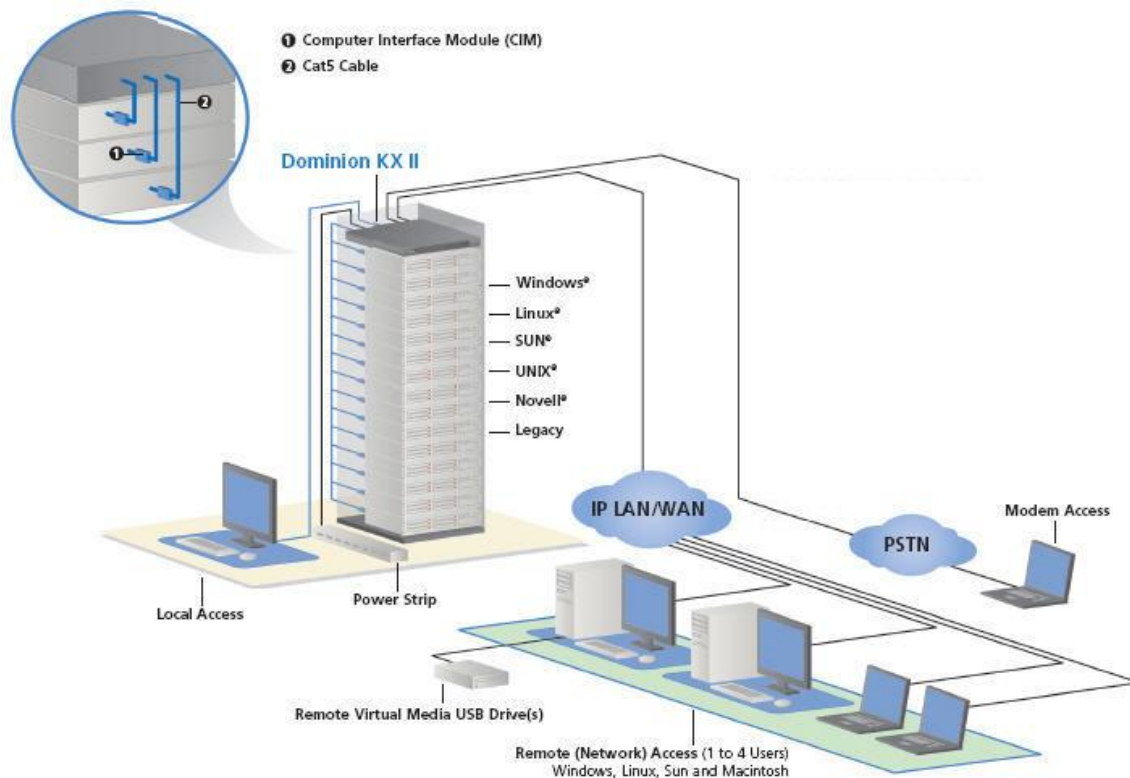 ❶ Computer Interface Module (CIM)
❷ Cat5 Cable
❷
❶
Dominion KX II
Windows®
Linux®
SUN®
UNIX®
Novell®
Legacy
IP LAN/WAN
PSTN
Modem Access
Local Access
Power Strip
Remote Virtual Media USB Drive(s)
Remote (Network) Access (1 to 4 Users)
Windows, Linux, Sun and Macintosh